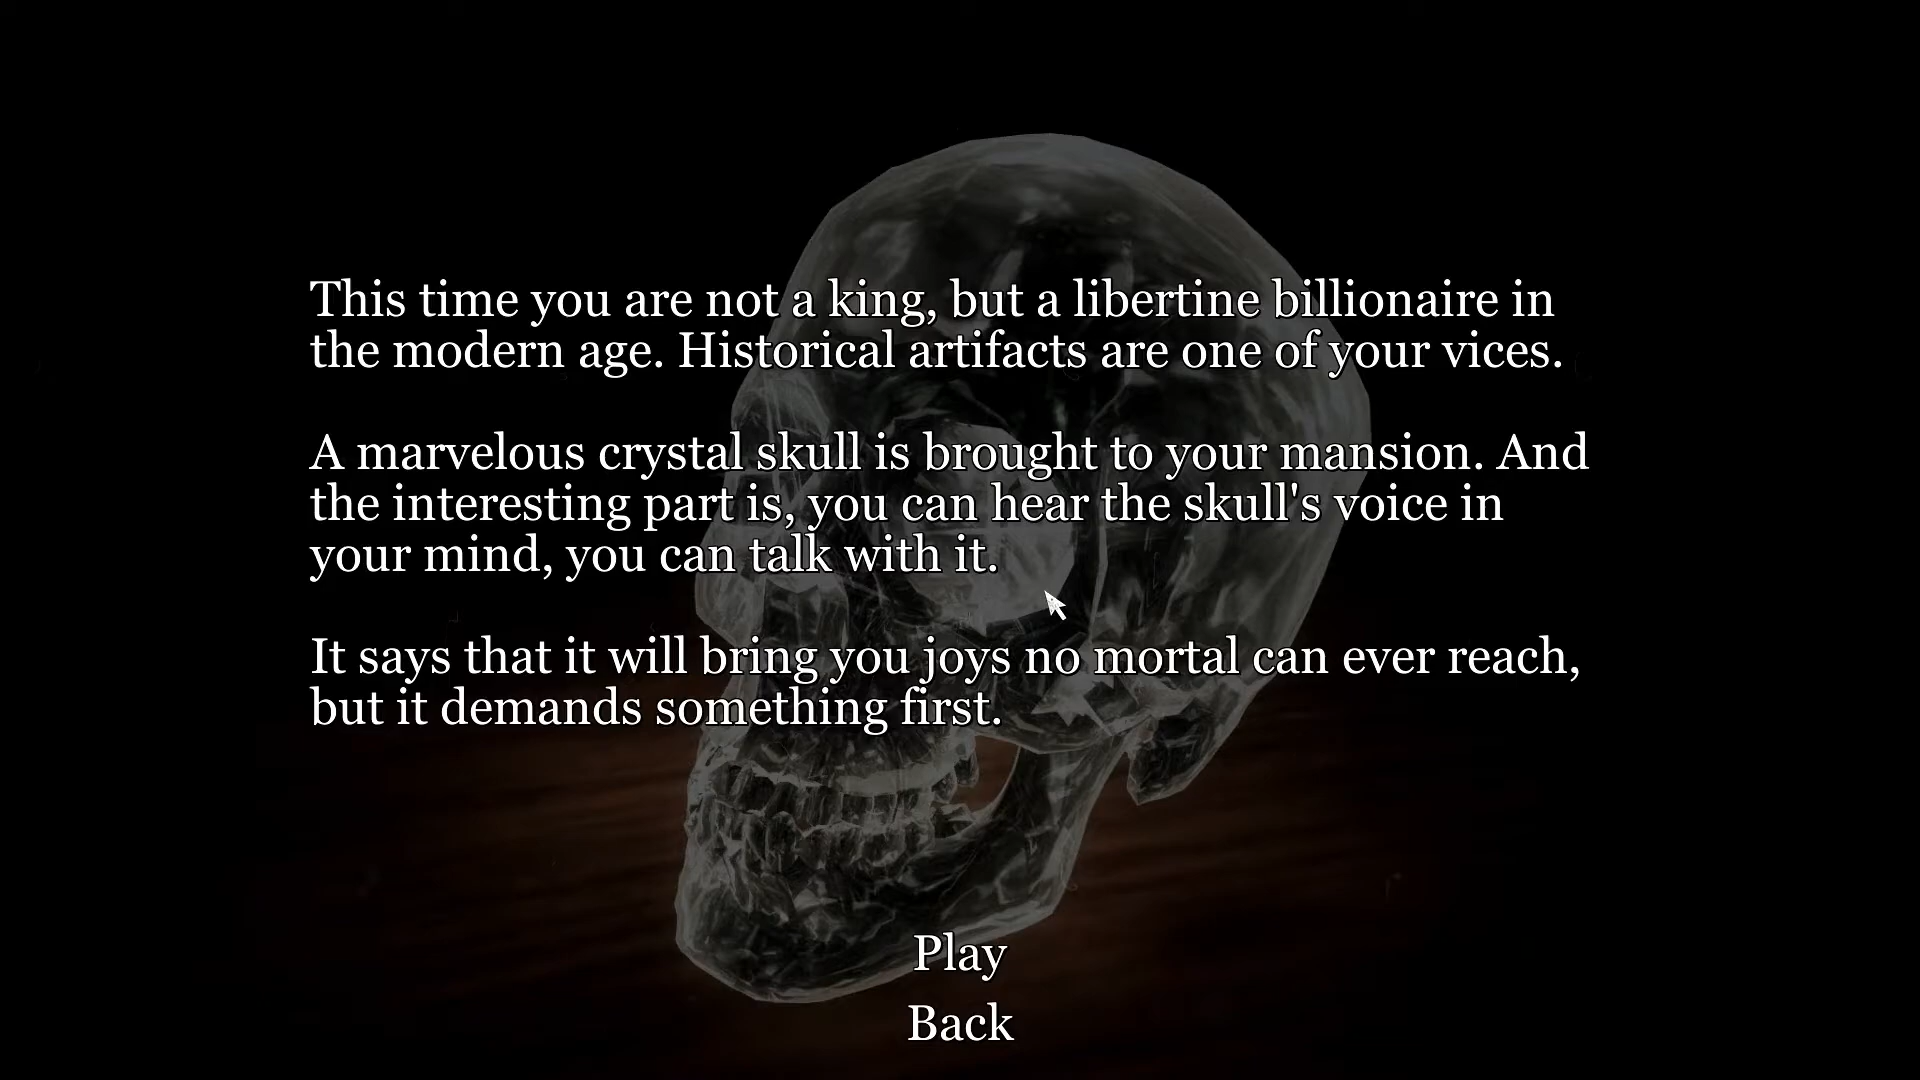 This time you are not a king, but a libertine billionaire in
the modern age. Historical artifacts are one of your vices.
A marvelous crystal skull is brought to your mansion. And
the interesting part is, you can hear the skull's voice in
your mind, you can talk with it.
It says that it will bring you joys no mortal can ever reach,
but it demands something first.
Play
Back